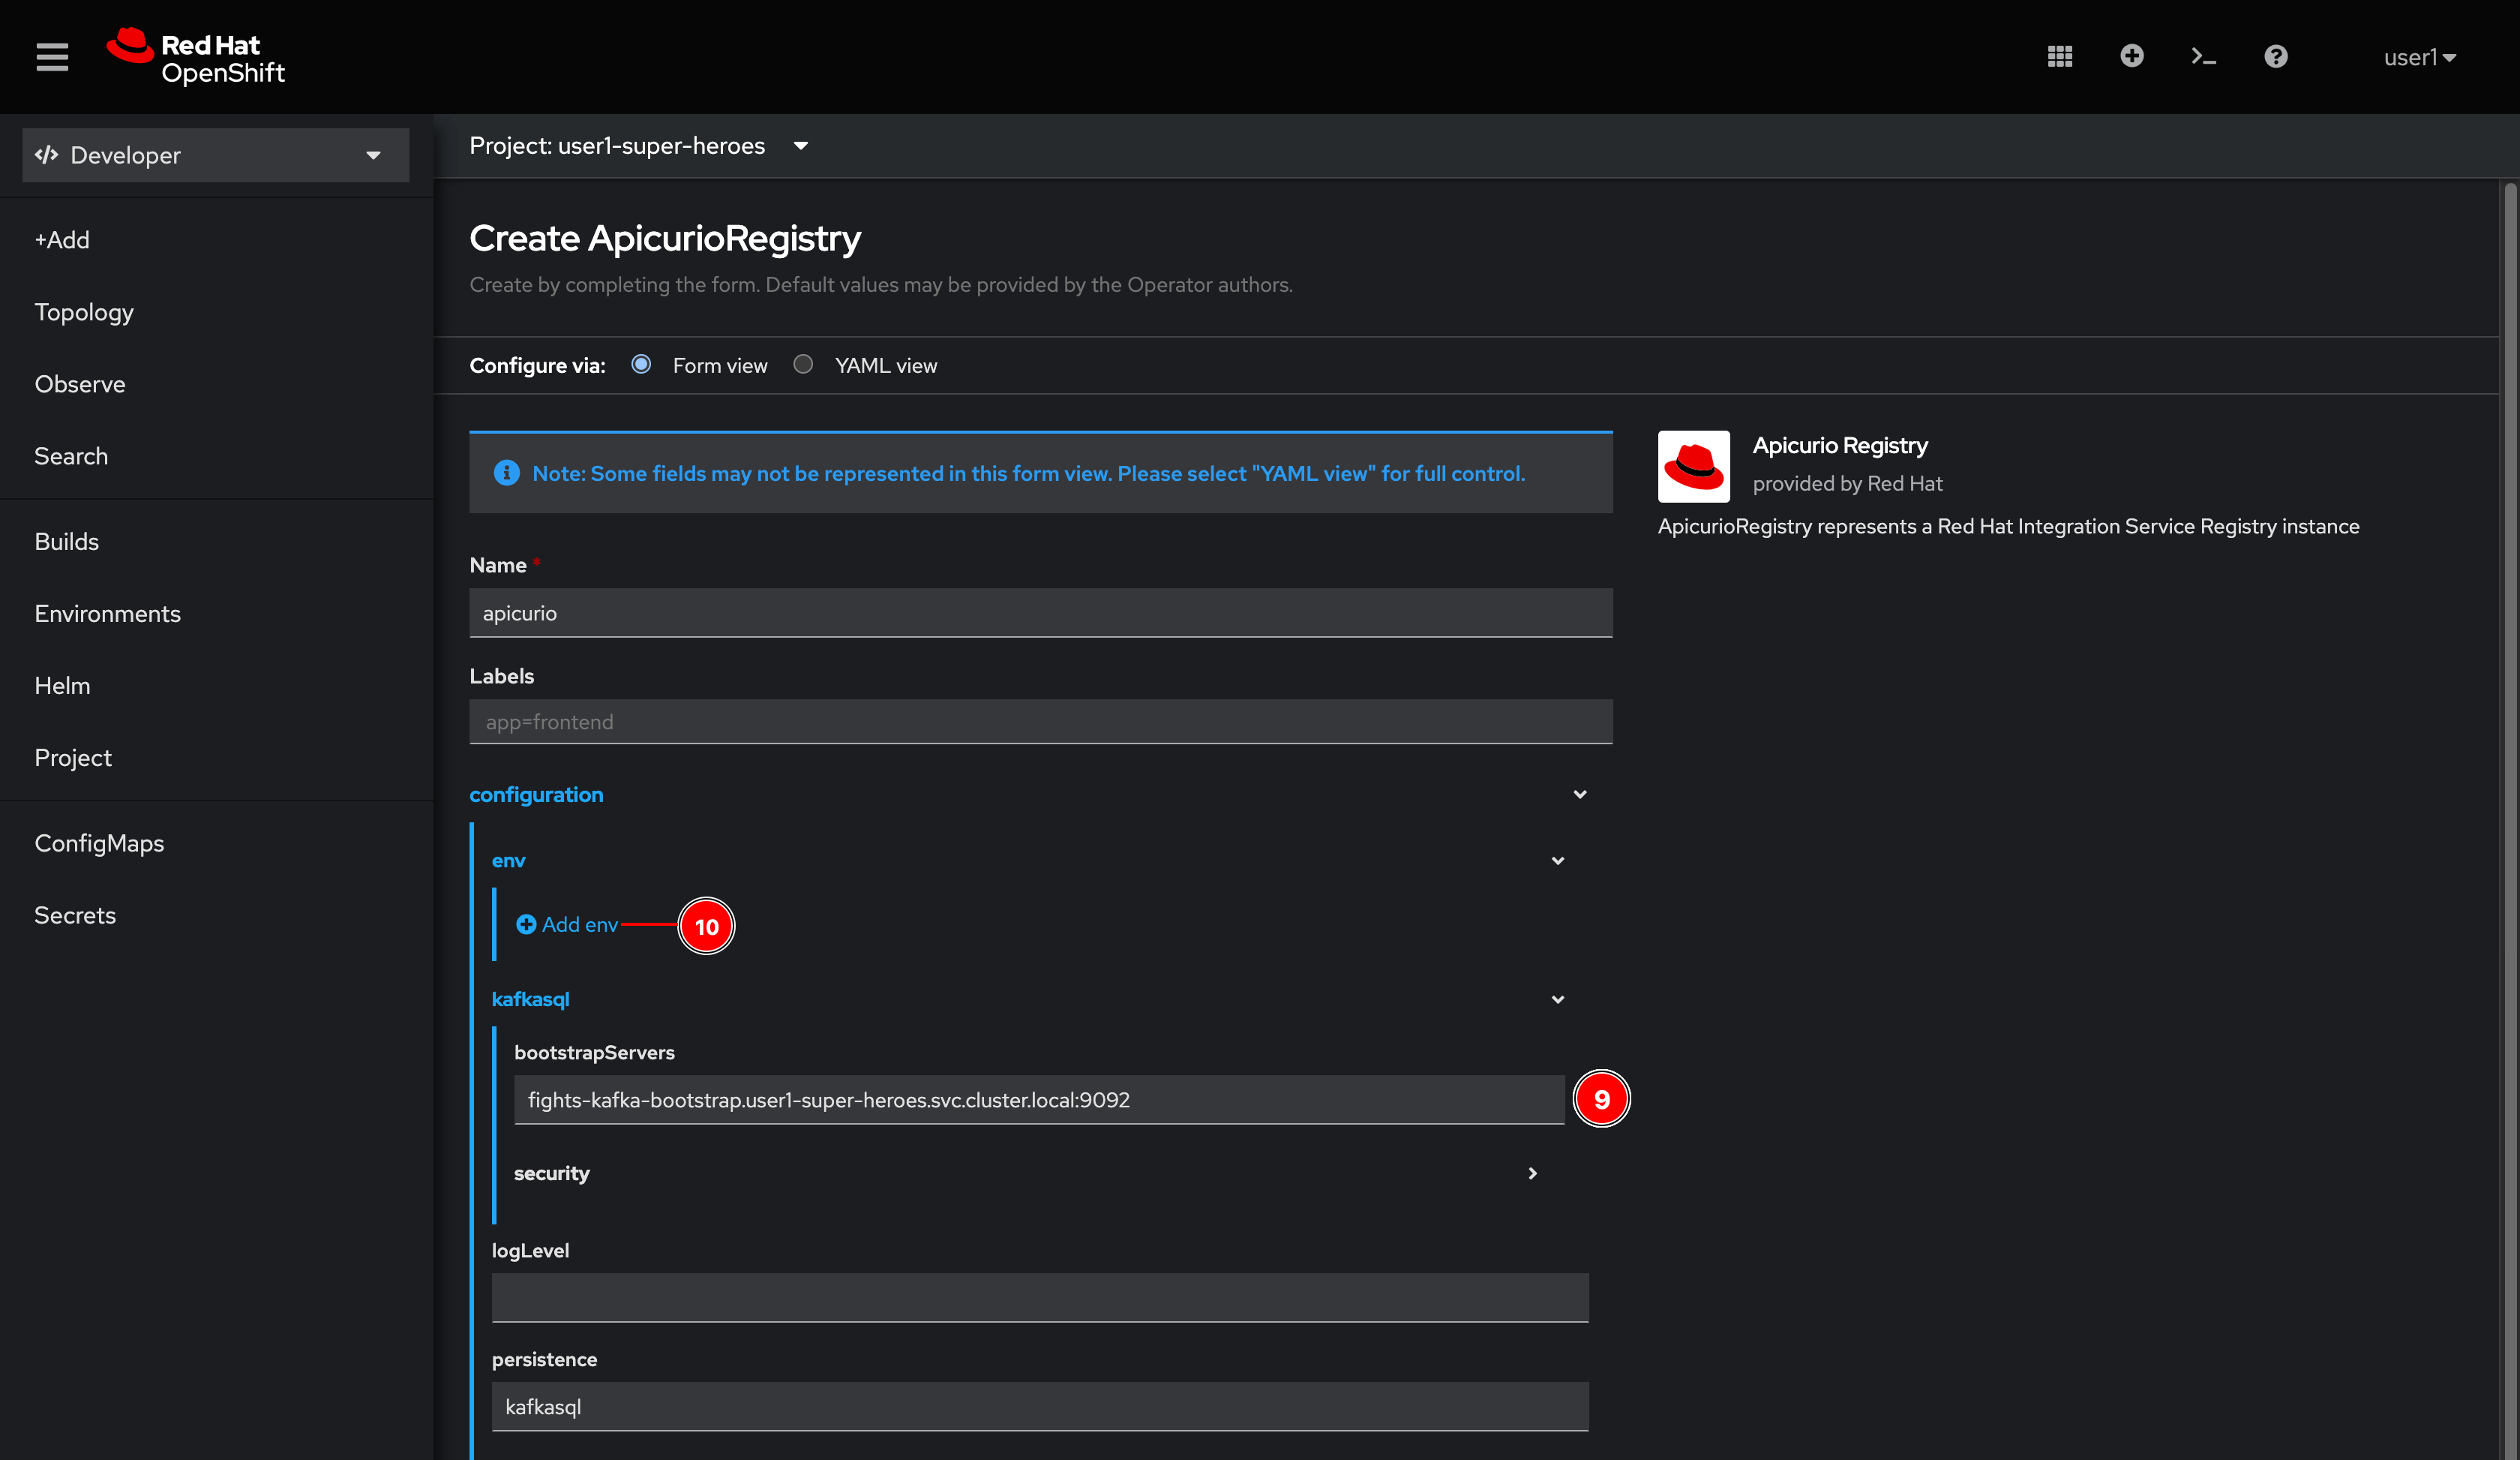 Red Hat
OpenShift
user1
Developer
+Add
Topology
Observe
Search
Builds
Environments
Helm
Project
ConfigMaps
Secrets
Project: user1-super-heroes
Create ApicurioRegistry
Create by completing the form. Default values may be provided by the Operator authors.
Configure via: Form view YAML view
Note: Some fields may not be represented in this form view. Please select "YAML view" for full control.
Name *
apicurio
Labels
app=frontend
configuration
env
Add env
10
kafkasql
bootstrapServers
fights-kafka-bootstrap.user1-super-heroes.svc.cluster.local:9092
9
security
logLevel
persistence
kafkasql
Apicurio Registry
provided by Red Hat
ApicurioRegistry represents a Red Hat Integration Service Registry instance